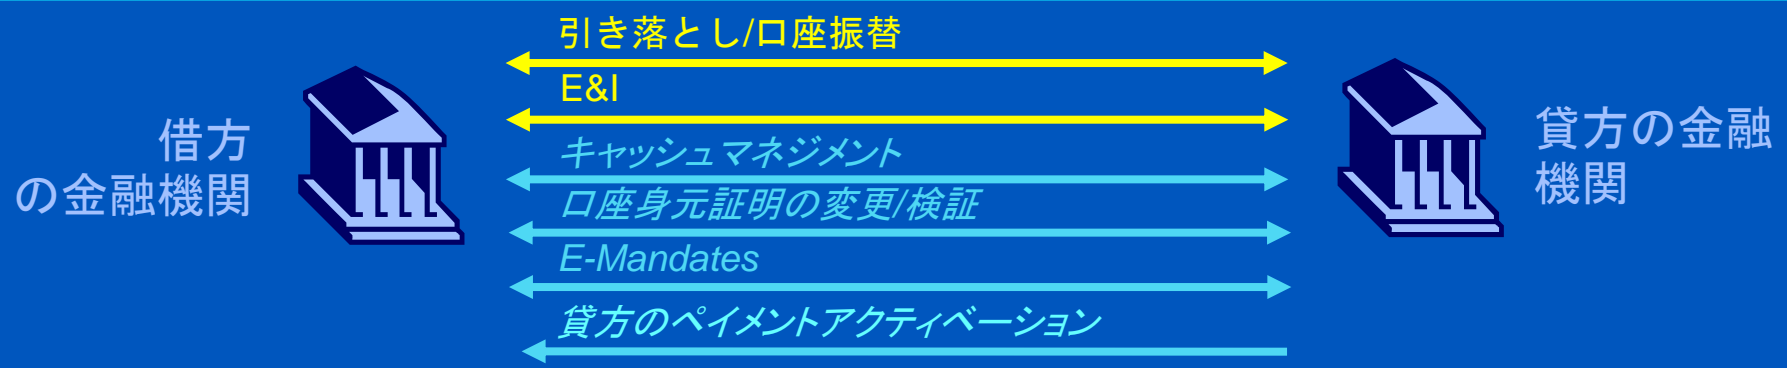 引き落とし/口座振替
E&I
キャッシュマネジメント
口座身元証明の変更/検証
E-Mandates
貸方のペイメントアクティベーション
借方
の金融機関
貸方の金融
機関